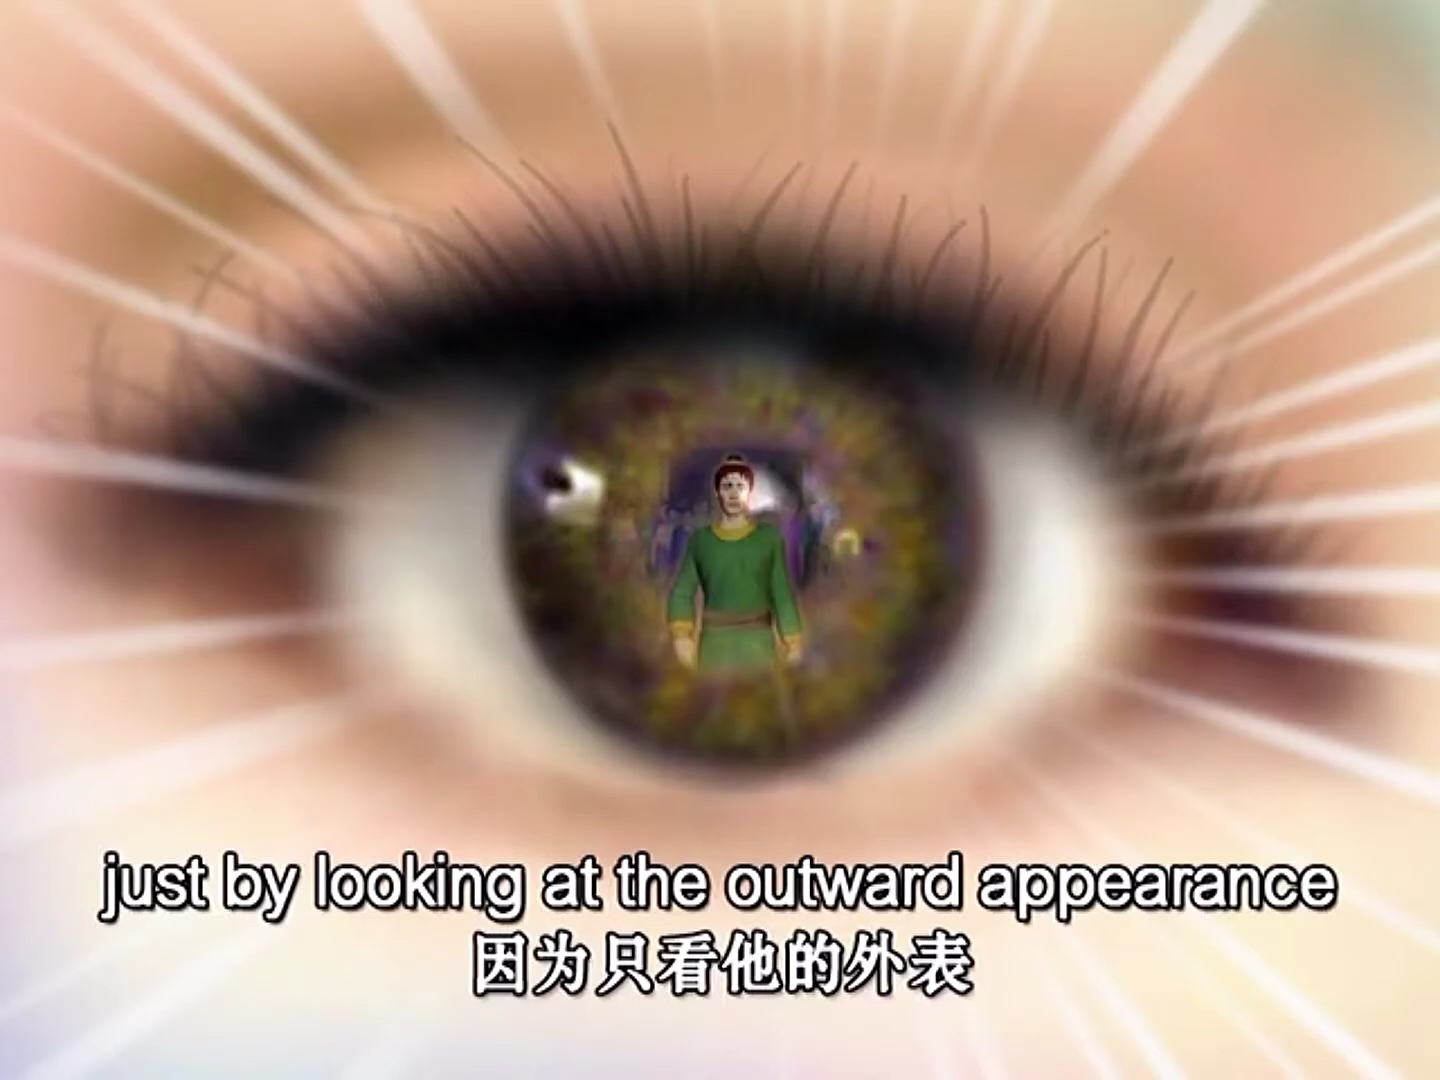 just by looking at the outward appearance
因为只看他的外表